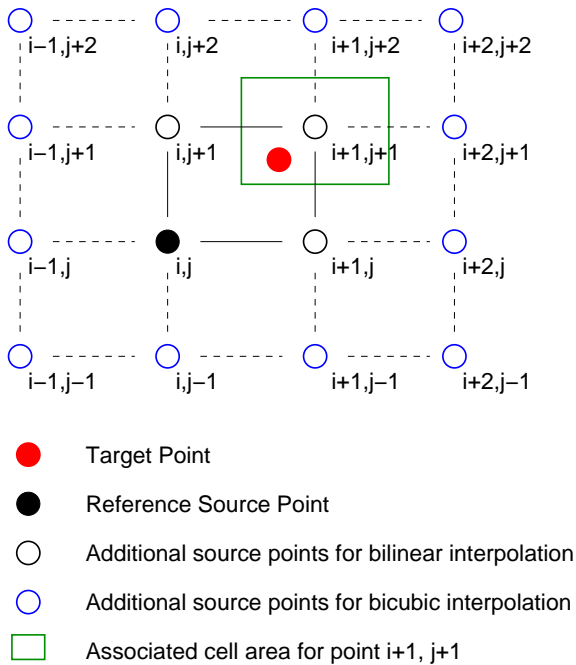 i−1,j+2 i,j+2 i+1,j+2 i+2,j+2
i−1,j+1 i,j+1 i+1,j+1 i+2,j+1
i−1,j i,j i+1,j i+2,j
i−1,j−1 i,j−1 i+1,j−1 i+2,j−1
Target Point
Reference Source Point
Additional source points for bilinear interpolation
Additional source points for bicubic interpolation
Associated cell area for point i+1, j+1